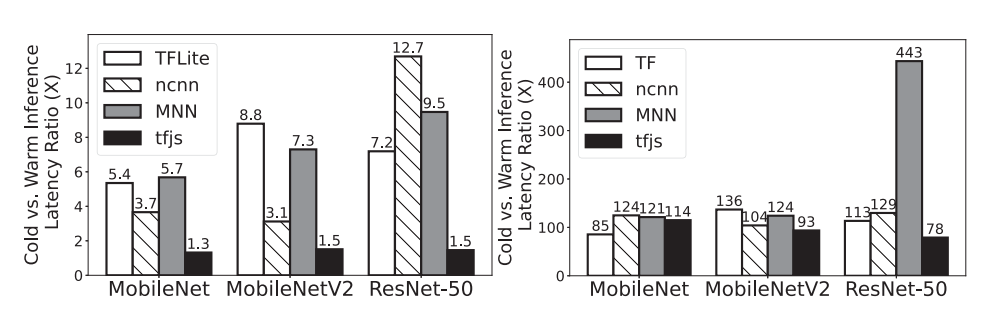 Cold vs. Warm Inference
Latency Ratio (X)
12
10
8
6
4
2
0
TFLite
ncnn
MNN
tfjs
5.4
3.7
5.7
1.3
8.8
3.1
7.3
1.5
7.2
12.7
9.5
1.5
MobileNet MobileNetV2 ResNet-50
Cold vs. Warm Inference
Latency Ratio (X)
400
300
200
100
0
TF
ncnn
MNN
tfjs
85
124
121
114
136
104
124
93
113
129
443
78
MobileNet MobileNetV2 ResNet-50